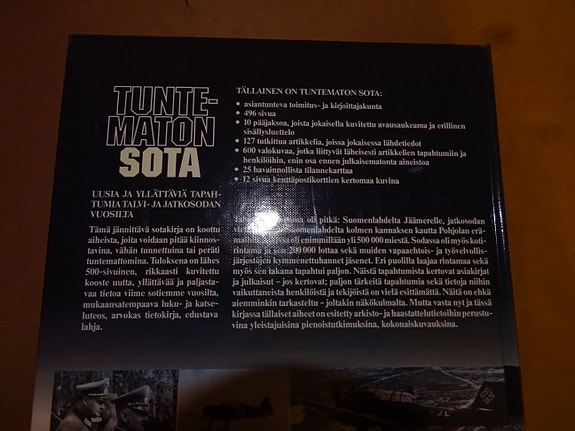 TUNTE-
MATON
SOTA
UUSIA JA YLLÄTTÄVIÄ TAPAH-
TUMIA TALVI- JA JATKOSODAN
VUOSILTA
Tämä jännittävä sotakirja on koottu
aiheista, joita voidaan pitää kiinnos-
tavina, vähän tunnettuina tai peräti
tuntemattomina. Tuloksena on lähes
500-sivuinen, rikkaasti kuvitettu
kooste uutta, yllättävää ja paljasta-
vaa tietoa viime sotiemme vuosilta,
mukaansatempaava luku- ja katse-
luteos, arvokas tietokirja, edustava
lahja.
TÄLLAINEN ON TUNTEMATON SOTA:
• asiantunteva toimitus- ja kirjoittajakunta
• 496 sivua
• 10 pääjaksoa, joista jokaisella kuvitettu avausaukeama ja erillinen
sisällysluettelo
• 127 tutkittua artikkelia, joissa jokaisessa lähdetiedot
• 600 valokuvaa, jotka liittyvät läheisesti artikkelien tapahtumiin ja
henkilöihin, enin osa ennen julkaisematonta aineistoa
• 25 havainnollista tilannekarttaa
• 12 sivua kenttäpostikorttien kertomaa kuvina
oli pitkä: Suomenlahdelta Jäämerelle, jatkosodan
kolmen kannaksen kautta Pohjolan erä-
oli enimmillään yli 500 000 miestä. Sodassa oli myös koti-
rintama ja sen 200 000 lottaa sekä muiden vapaaehtois- ja työvelvollis-
järjestöjen kymmenettuhannet jäsenet. Eri puolilla laajaa rintamaa sekä
myös sen takana tapahtui paljon. Näistä tapahtumista kertovat asiakirjat
ja julkaisut – jos kertovat; paljon tärkeitä tapahtumia sekä tietoja niihin
vaikuttaneista henkilöistä ja tekijöistä on vielä esittämättä. Näitä on ehkä
aiemminkin tarkasteltu – joltakin näkökulmalta. Mutta vasta nyt ja tässä
kirjassa tällaiset aiheet on esitetty arkisto- ja haastattelutietoihin perustu-
vina yleistajuisina pienoistutkimuksina, kokonaiskuvauksina.